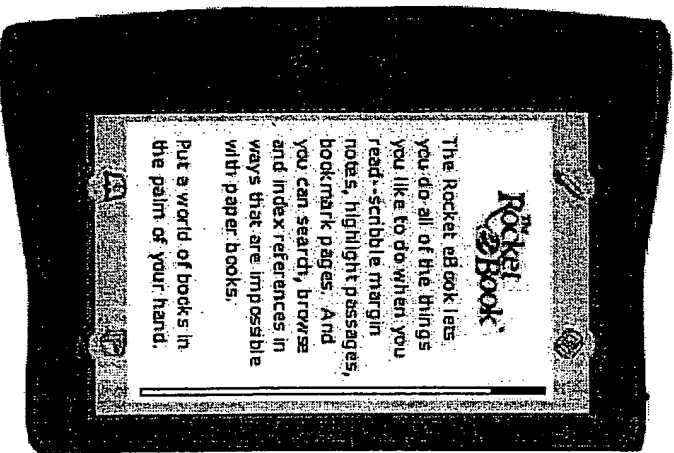 The
Rocket
eBook
The Rocket eBook lets
you do all of the things
you like to do when you
read--scribble margin
notes, highlight passages,
bookmark pages. And
you can search, browse
and index references in
ways that are impossible
with paper books.
Put a world of books in
the palm of your hand.